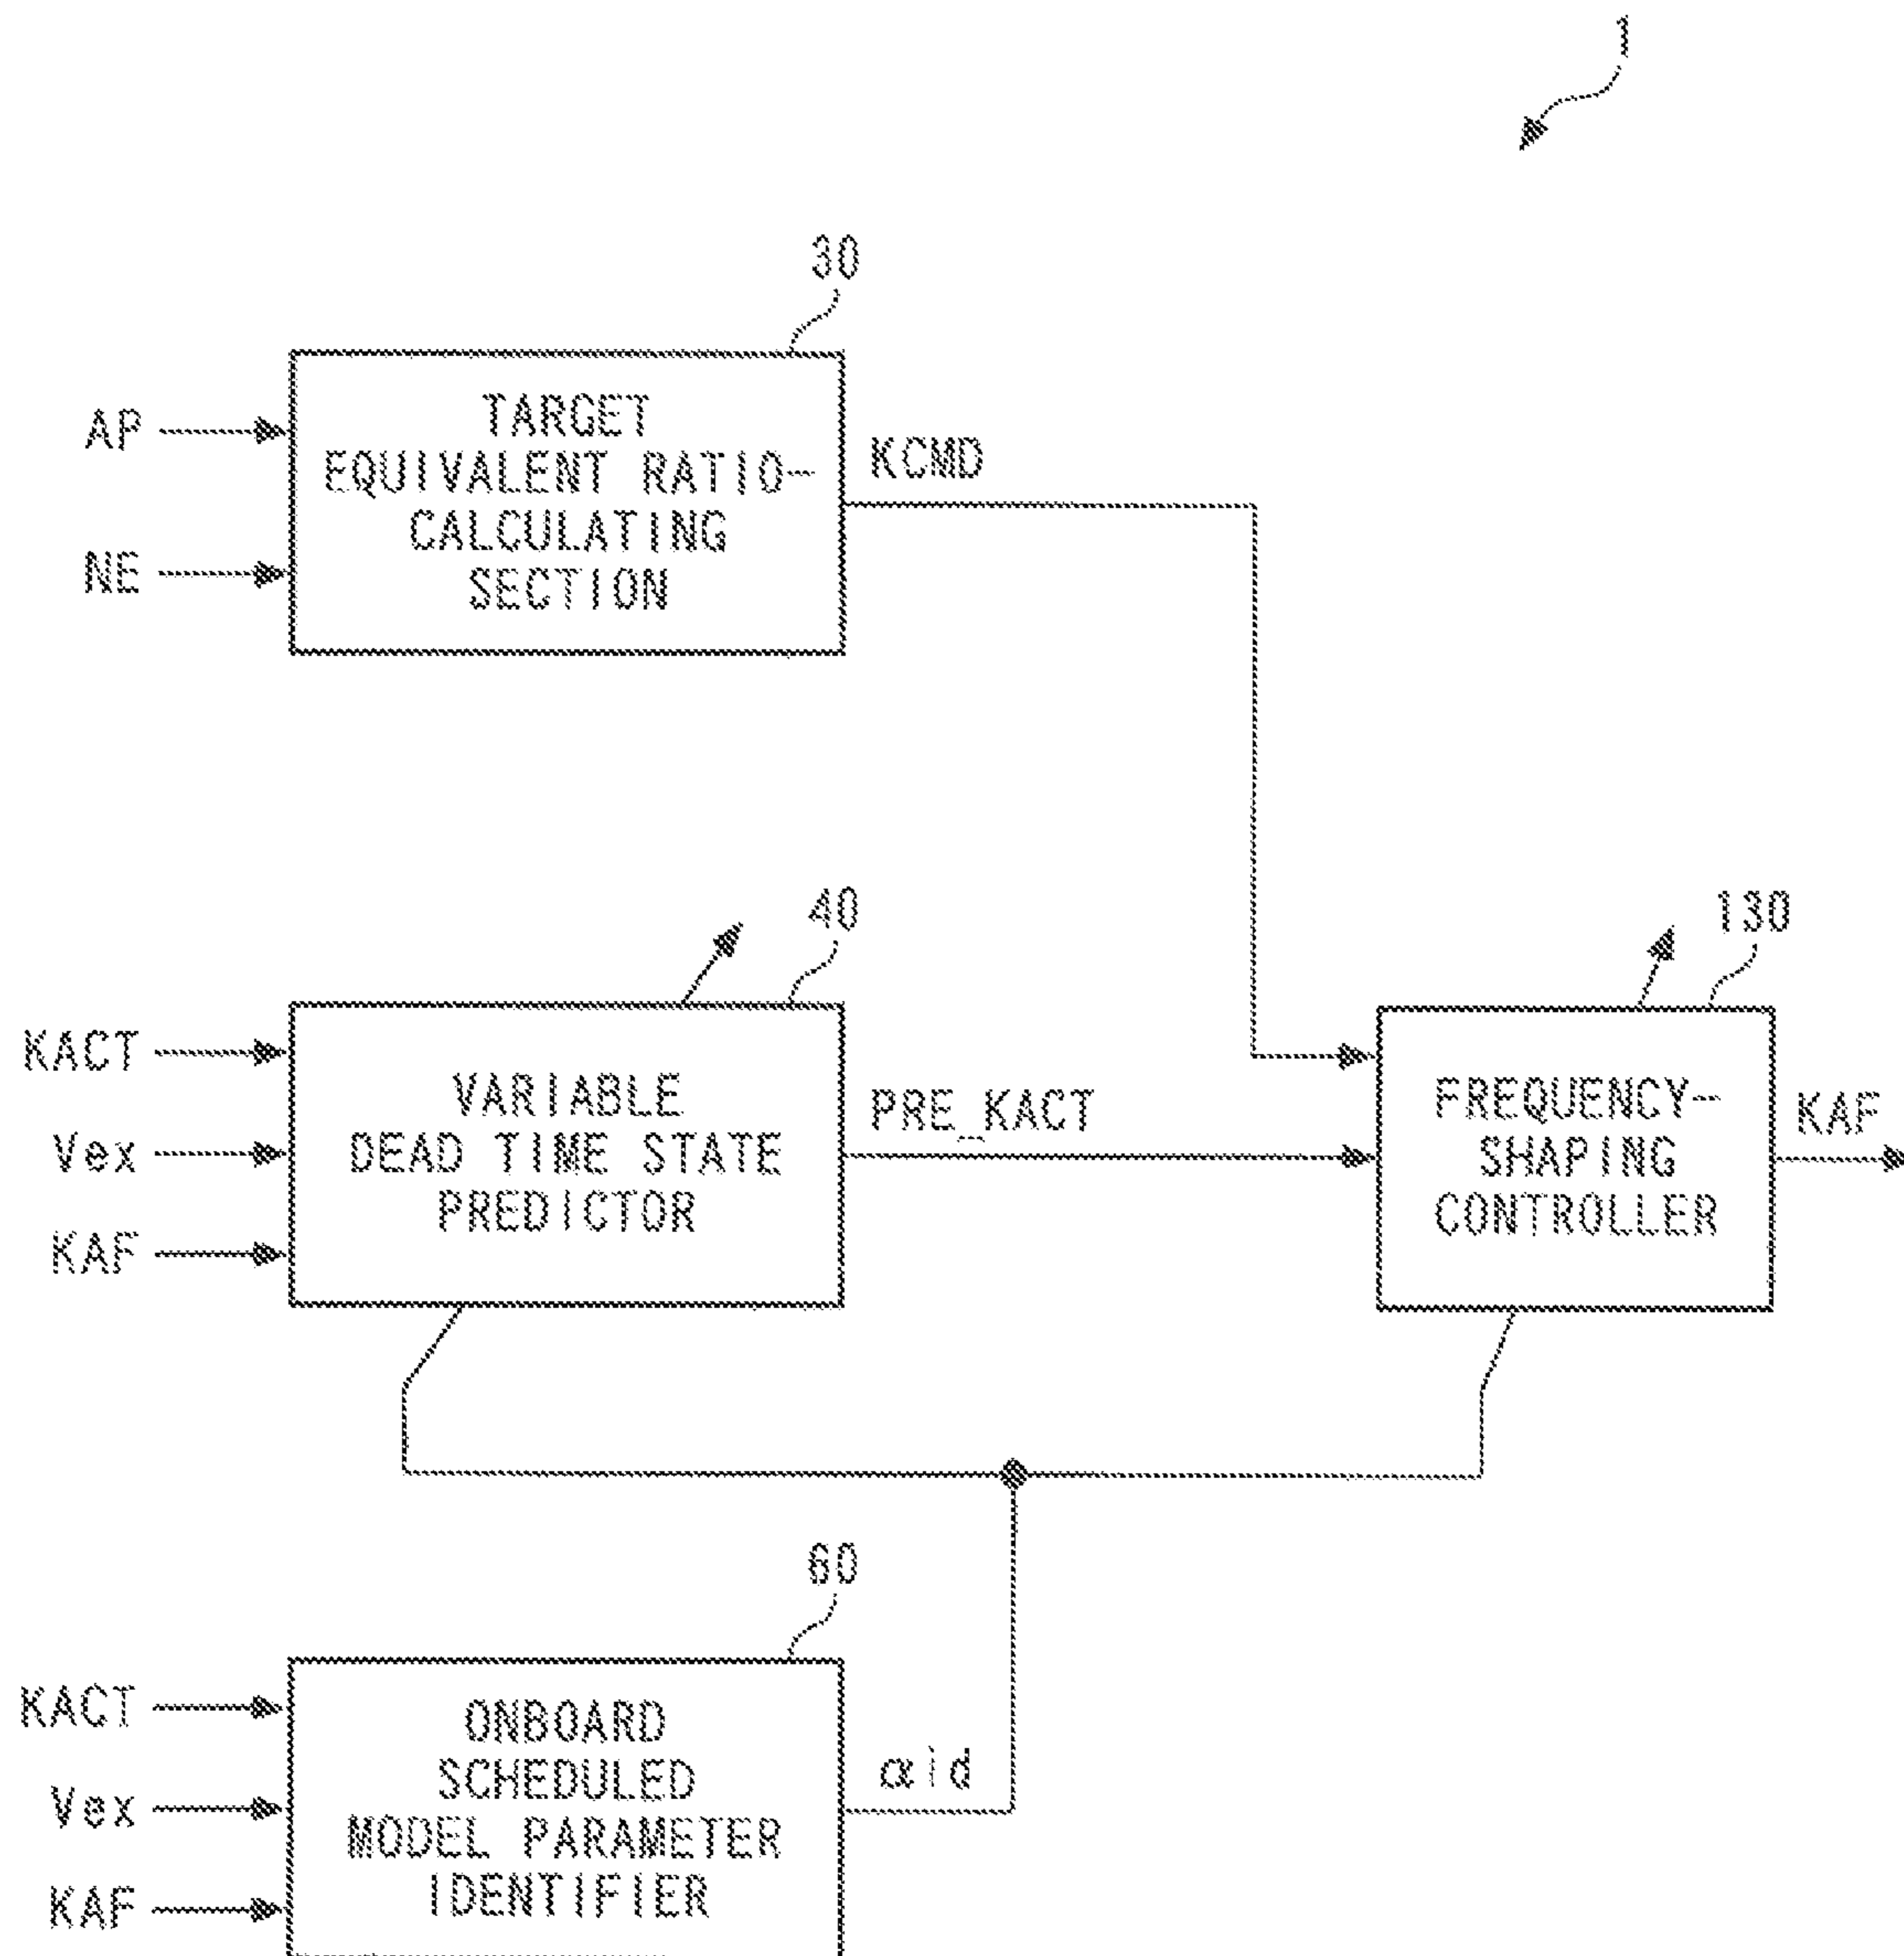 1
30
AP
NE
TARGET
EQUIVALENT RATIO-
CALCULATING
SECTION
KCMD
40
130
KACT
Vex
KAF
VARIABLE
DEAD TIME STATE
PREDICTOR
PRE_KACT
FREQUENCY-
SHAPING
CONTROLLER
KAF
60
KACT
Vex
KAF
ONBOARD
SCHEDULED
MODEL PARAMETER
IDENTIFIER
αid